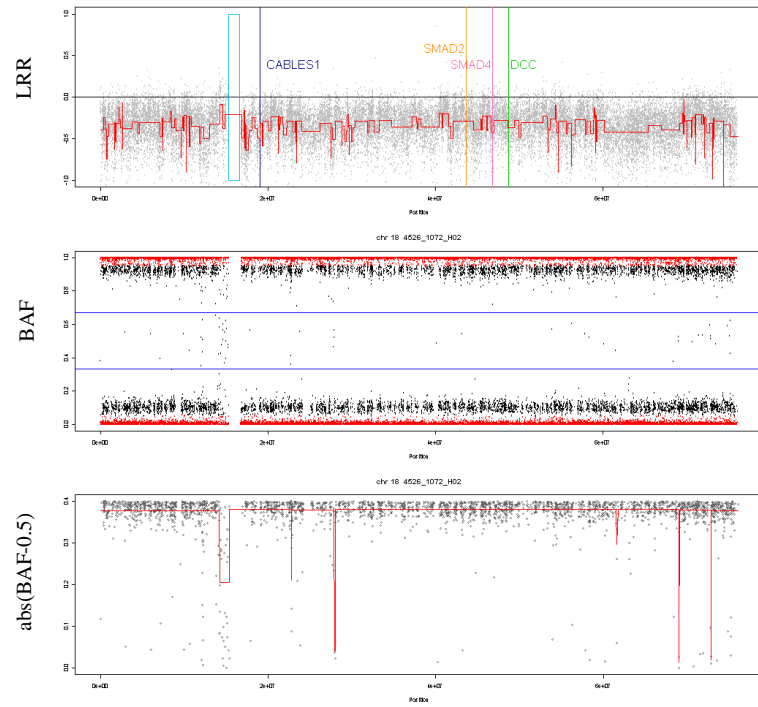 LRR
1.0
0.5
0.0
-0.5
-1.0
CABLES1
SMAD2
SMAD4
DCC
0e+00
2e+07
4e+07
6e+07
Position
chr 18 4526_1072_H02
BAF
1.0
0.8
0.6
0.4
0.2
0.0
0e+00
2e+07
4e+07
6e+07
Position
chr 18 4526_1072_H02
abs(BAF-0.5)
0.4
0.3
0.2
0.1
0.0
0e+00
2e+07
4e+07
6e+07
Position